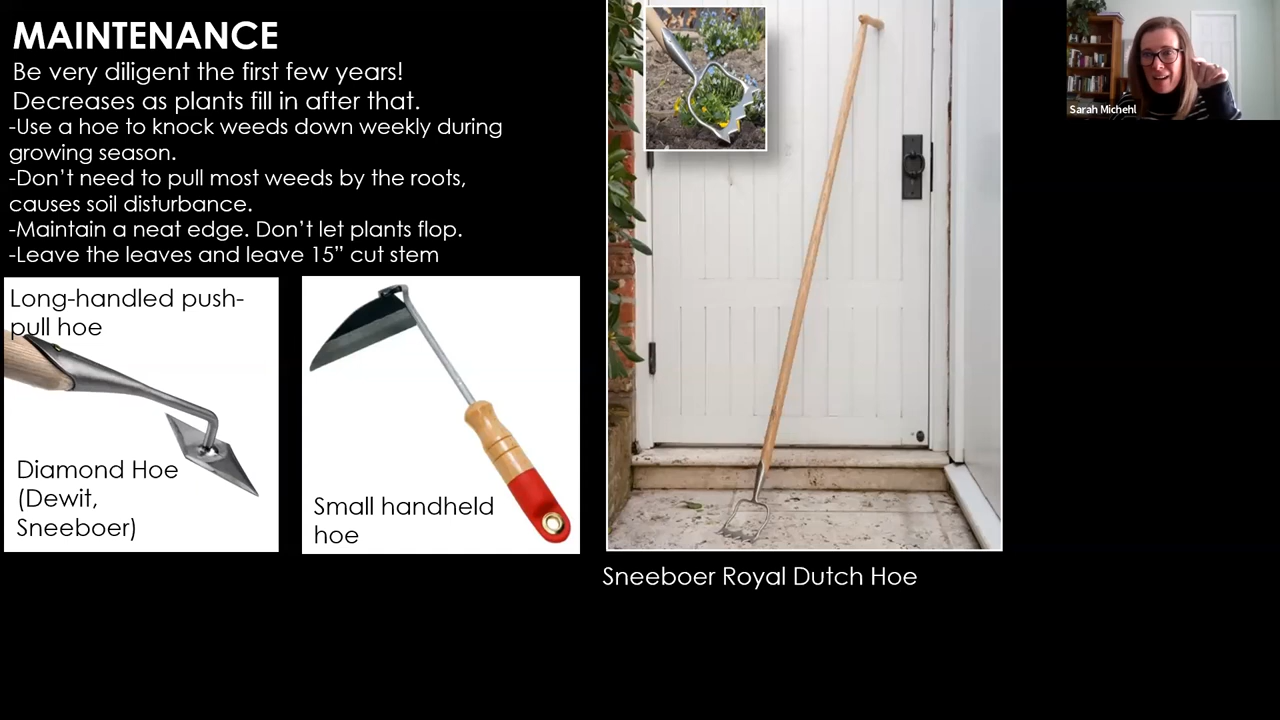 MAINTENANCE
Be very diligent the first few years!
Decreases as plants fill in after that.
-Use a hoe to knock weeds down weekly during
growing season.
-Don’t need to pull most weeds by the roots,
causes soil disturbance.
-Maintain a neat edge. Don’t let plants flop.
-Leave the leaves and leave 15” cut stem
Long-handled push-
pull hoe
Diamond Hoe
(Dewit,
Sneeboer)
Small handheld
hoe
Sneeboer Royal Dutch Hoe
Sarah Michehl